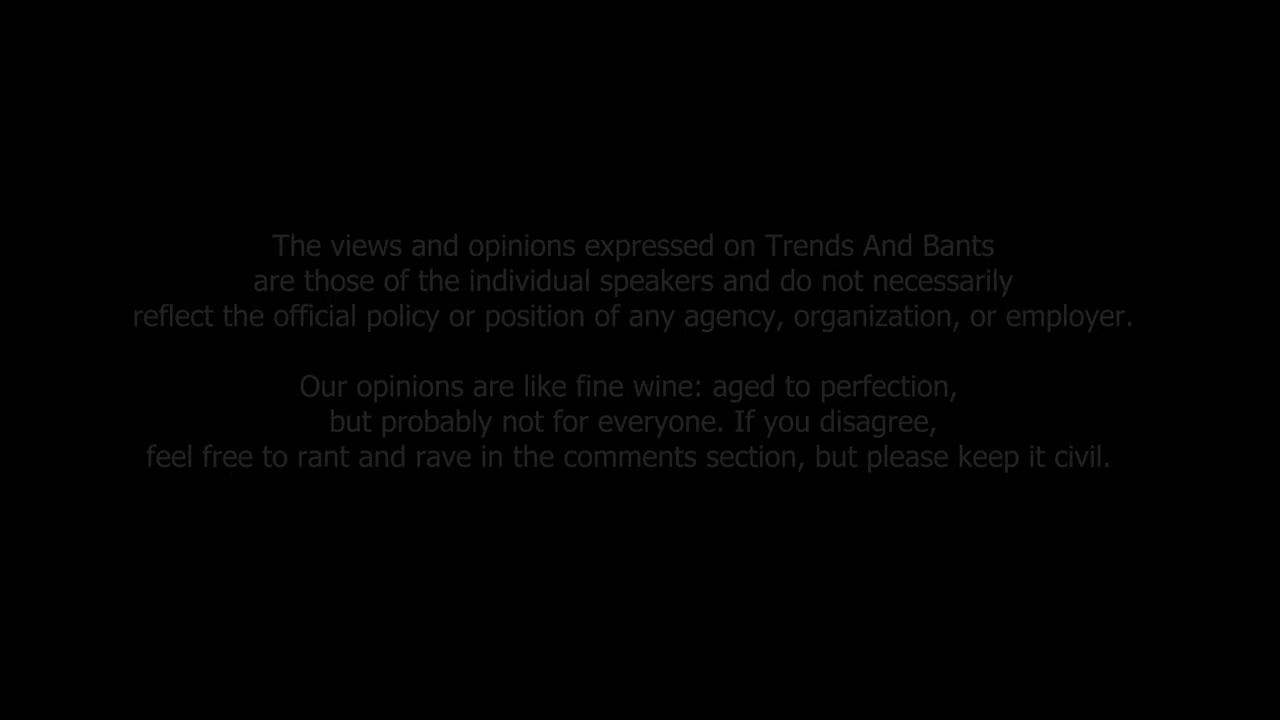 The views and opinions expressed on Trends And Bants
are those of the individual speakers and do not necessarily
reflect the official policy or position of any agency, organization, or employer.
Our opinions are like fine wine: aged to perfection,
but probably not for everyone. If you disagree,
feel free to rant and rave in the comments section, but please keep it civil.